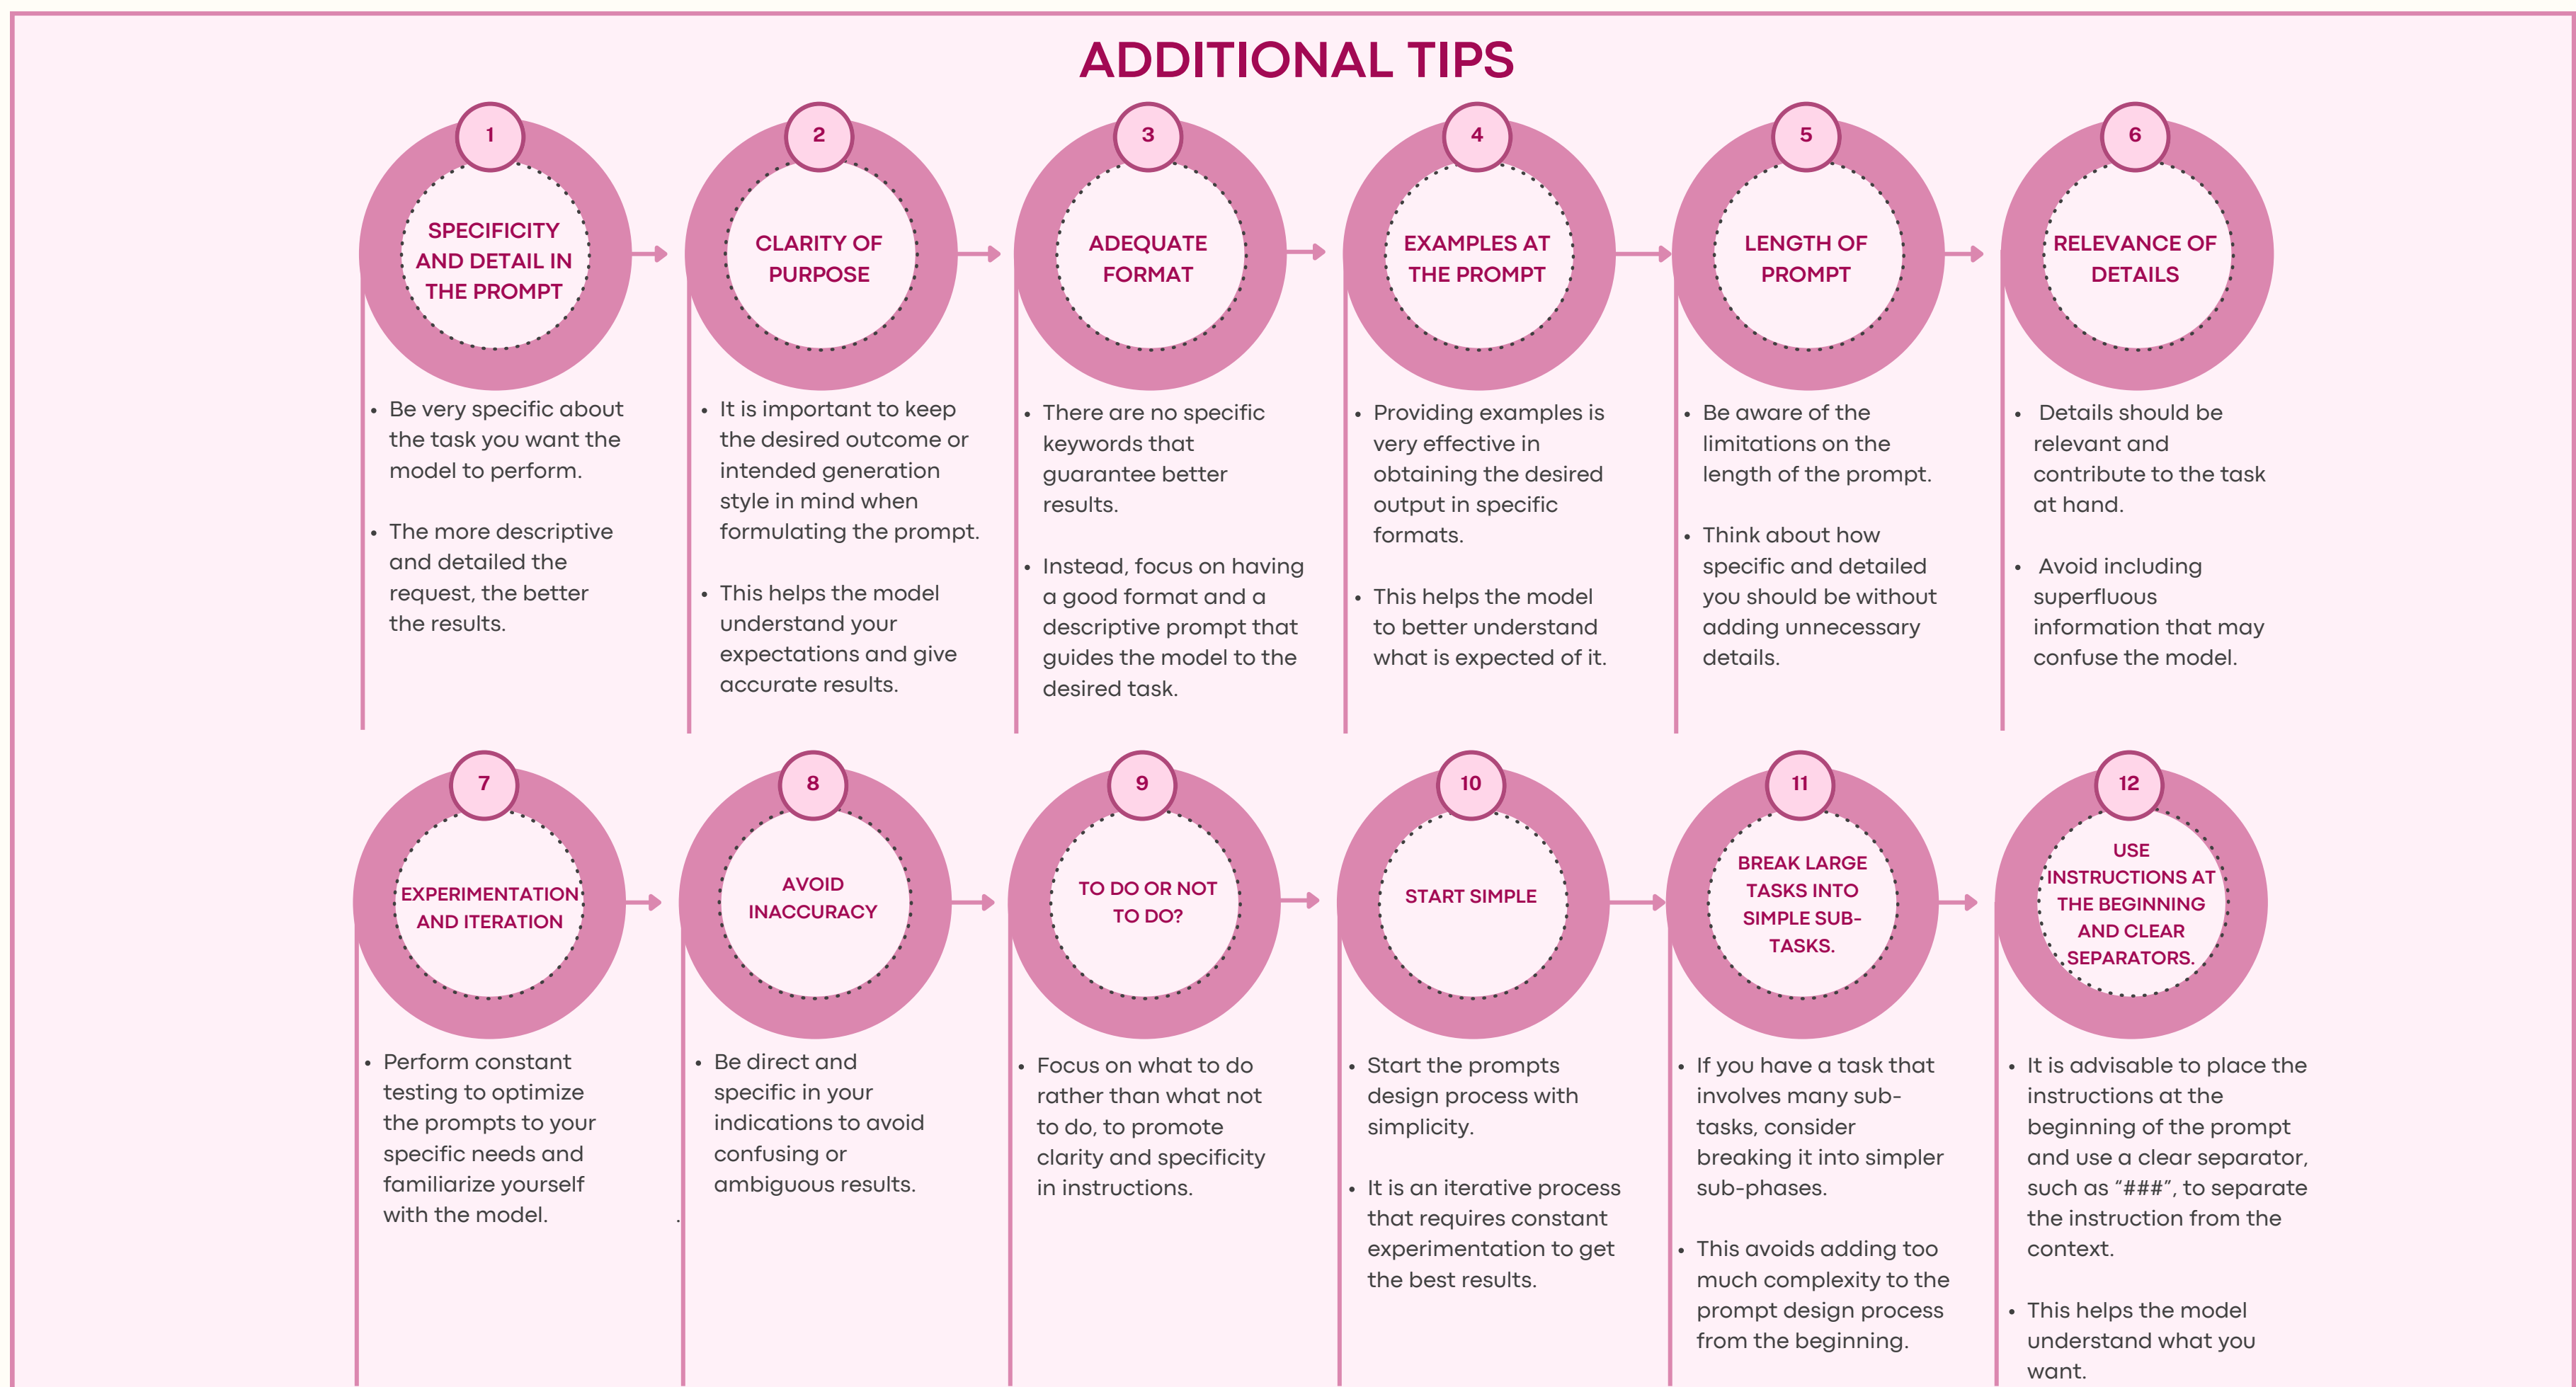 ADDITIONAL TIPS
1
SPECIFICITY
AND DETAIL IN
THE PROMPT
• Be very specific about
the task you want the
model to perform.
• The more descriptive
and detailed the
request, the better
the results.
2
CLARITY OF
PURPOSE
• It is important to keep
the desired outcome or
intended generation
style in mind when
formulating the prompt.
• This helps the model
understand your
expectations and give
accurate results.
3
ADEQUATE
FORMAT
• There are no specific
keywords that
guarantee better
results.
• Instead, focus on having
a good format and a
descriptive prompt that
guides the model to the
desired task.
4
EXAMPLES AT
THE PROMPT
• Providing examples is
very effective in
obtaining the desired
output in specific
formats.
• This helps the model
to better understand
what is expected of it.
5
LENGTH OF
PROMPT
• Be aware of the
limitations on the
length of the prompt.
• Think about how
specific and detailed
you should be without
adding unnecessary
details.
6
RELEVANCE OF
DETAILS
• Details should be
relevant and
contribute to the task
at hand.
• Avoid including
superfluous
information that may
confuse the model.
7
EXPERIMENTATION
AND ITERATION
• Perform constant
testing to optimize
the prompts to your
specific needs and
familiarize yourself
with the model.
.
8
AVOID
INACCURACY
• Be direct and
specific in your
indications to avoid
confusing or
ambiguous results.
9
TO DO OR NOT
TO DO?
• Focus on what to do
rather than what not
to do, to promote
clarity and specificity
in instructions.
10
START SIMPLE
• Start the prompts
design process with
simplicity.
• It is an iterative process
that requires constant
experimentation to get
the best results.
11
BREAK LARGE
TASKS INTO
SIMPLE SUB-
TASKS.
• If you have a task that
involves many sub-
tasks, consider
breaking it into simpler
sub-phases.
• This avoids adding too
much complexity to the
prompt design process
from the beginning.
12
USE
INSTRUCTIONS AT
THE BEGINNING
AND CLEAR
SEPARATORS.
• It is advisable to place the
instructions at the
beginning of the prompt
and use a clear separator,
such as “###”, to separate
the instruction from the
context.
• This helps the model
understand what you
want.